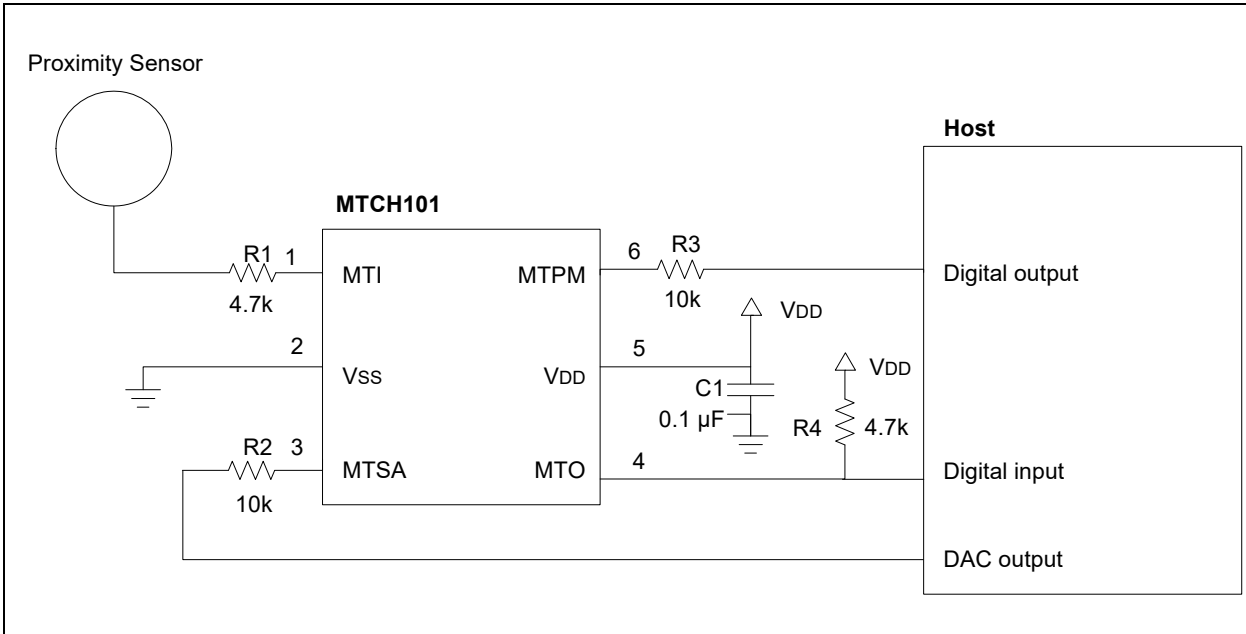 Proximity Sensor
Host
MTCH101
R1 1
4.7k
MTI
MTPM
6 R3
10k
Digital output
VDD
2
VSS
VDD
5
C1
0.1 µF
VDD
R4 4.7k
R2 3
10k
MTSA
MTO
4
Digital input
DAC output